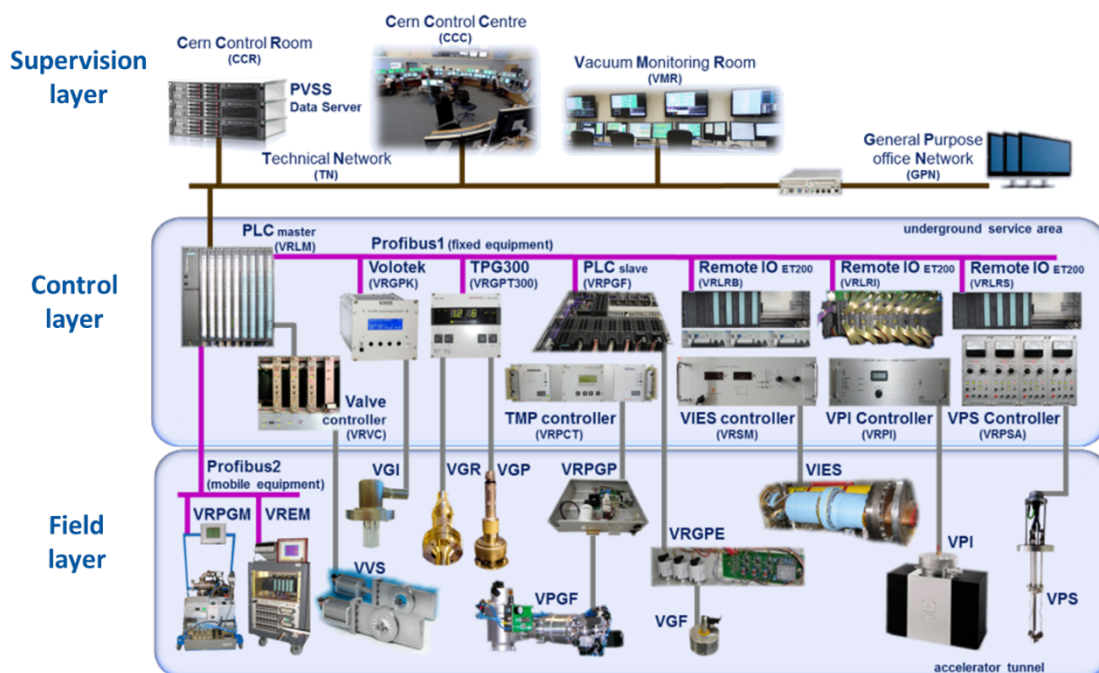 Supervision
layer
Cern Control Room
(CCR)
PVSS
Data Server
Cern Control Centre
(CCC)
Vacuum Monitoring Room
(VMR)
Technical Network
(TN)
General Purpose
office Network
(GPN)
Control
layer
underground service area
PLC master
(VRLM)
Profibus1 (fixed equipment)
Volotek
(VRGPK)
TPG300
(VRGPT300)
PLC slave
(VRPGF)
Remote IO ET200
(VRLRB)
Remote IO ET200
(VRLRI)
Remote IO ET200
(VRLRS)
Valve
controller
(VRVC)
TMP controller
(VRPCT)
VIES controller
(VRSM)
VPI Controller
(VRPI)
VPS Controller
(VRPSA)
Field
layer
Profibus2
(mobile equipment)
VRPGM
VREM
VGI
VVS
VGR
VGP
VRPGP
VPGF
VRGPE
VGF
VIES
VPI
VPS
accelerator tunnel